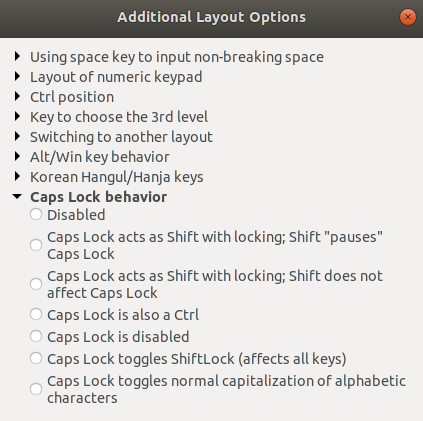 Additional Layout Options
Using space key to input non-breaking space
Layout of numeric keypad
Ctrl position
Key to choose the 3rd level
Switching to another layout
Alt/Win key behavior
Korean Hangul/Hanja keys
Caps Lock behavior
Disabled
Caps Lock acts as Shift with locking; Shift "pauses"
Caps Lock
Caps Lock acts as Shift with locking; Shift does not
affect Caps Lock
Caps Lock is also a Ctrl
Caps Lock is disabled
Caps Lock toggles ShiftLock (affects all keys)
Caps Lock toggles normal capitalization of alphabetic
characters